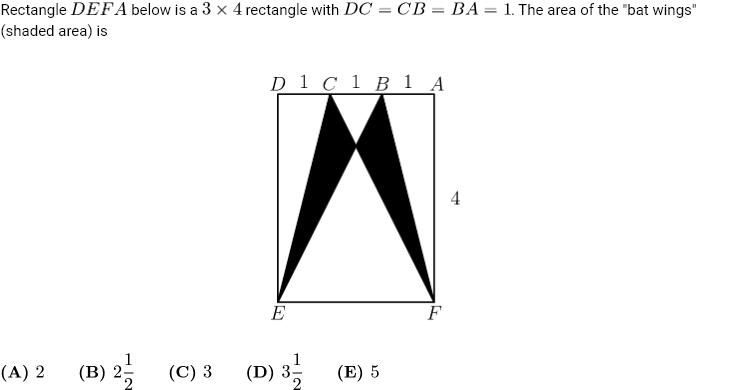 Rectangle DEFA below is a 3 × 4 rectangle with DC = CB = BA = 1. The area of the "bat wings"
(shaded area) is
D 1 C 1 B 1 A
4
E F
(A) 2 (B) 2 1/2 (C) 3 (D) 3 1/2 (E) 5